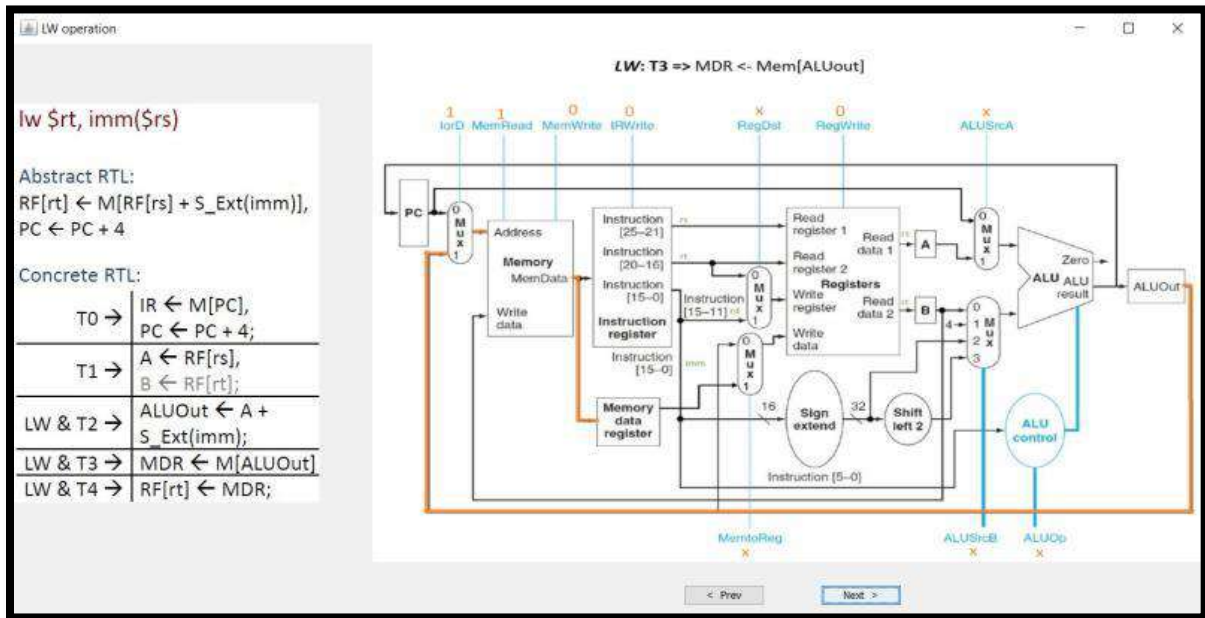 LW operation
LW: T3 => MDR <- Mem[ALUout]
lw $rt, imm($rs)
Abstract RTL:
RF[rt] ← M[RF[rs] + S_Ext(imm)],
PC ← PC + 4
Concrete RTL:
T0 → IR ← M[PC],
PC ← PC + 4;
T1 → A ← RF[rs],
B ← RF[rt];
LW & T2 → ALUOut ← A +
S_Ext(imm);
LW & T3 → MDR ← M[ALUOut]
LW & T4 → RF[rt] ← MDR;
1 1 0 0 x 0 x
IorD MemRead MemWrite IRWrite RegDst RegWrite ALUSrcA
PC
0
M
u
x
1
Address
Memory
MemData
Write
data
Instruction
[25–21]
Instruction
[20–16]
Instruction
[15–0]
Instruction
register
rs
rt
Instruction
[15–11] rd
Instruction
[15–0]
imm
Memory
data
register
0
M
u
x
1
0
M
u
x
1
Read
register 1
Read
register 2
Registers
Write
register
Write
data
Read
data 1
Read
data 2
A
B
4
0
M
u
x
1
0
1 M
2 u
x
3
Zero
ALU ALU
result
ALUOut
16
Sign
extend
32
Shift
left 2
ALU
control
Instruction [5–0]
MemtoReg ALUSrcB ALUOp
x x x
< Prev Next >